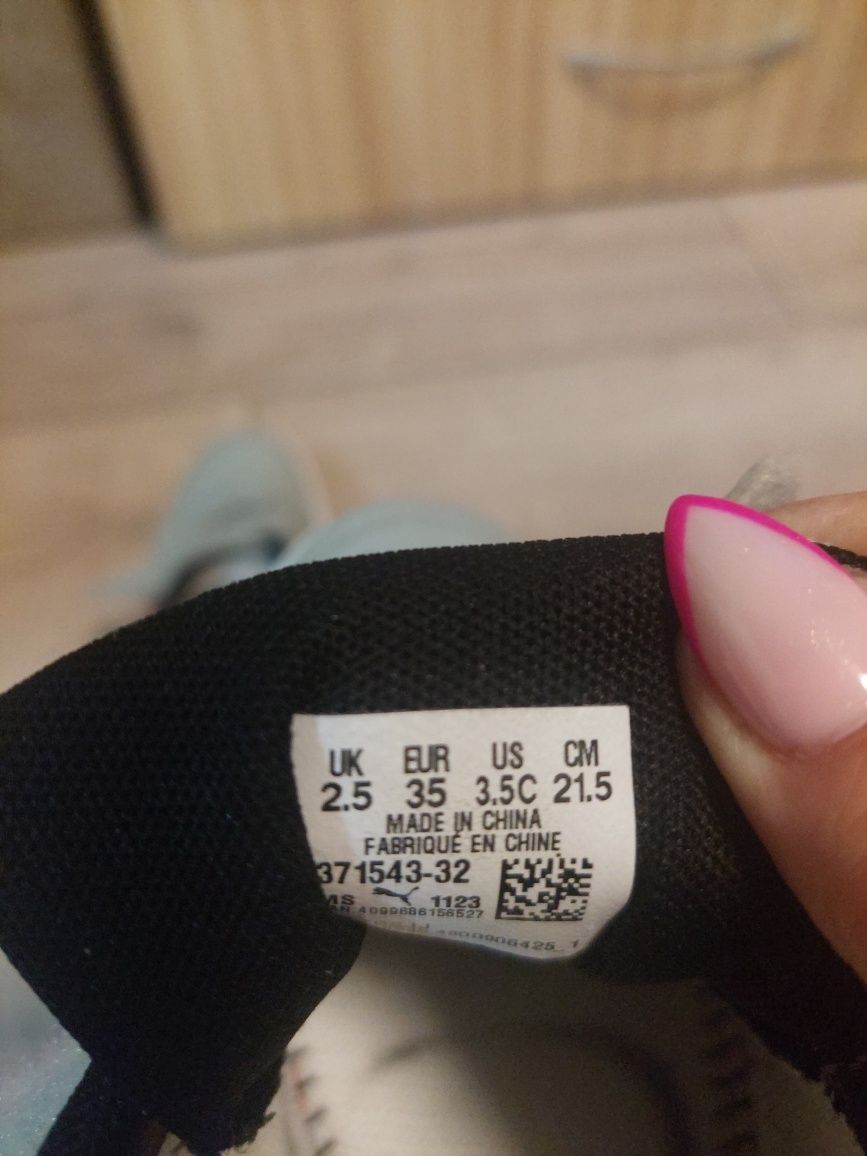 UK EUR US CM
2.5 35 3.5C 21.5
MADE IN CHINA
FABRIQUÉ EN CHINE
371543-32
1123
4099686156527